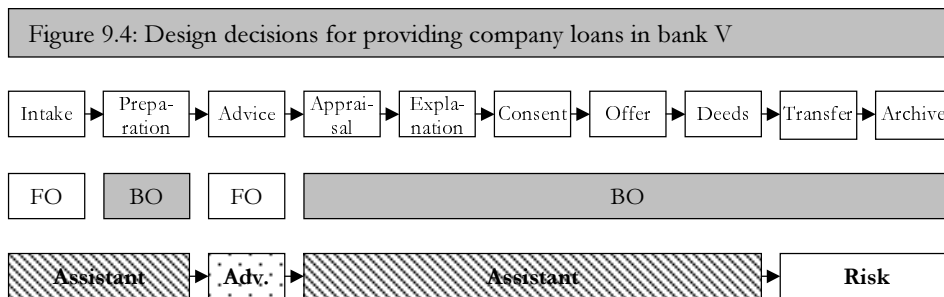 Figure 9.4: Design decisions for providing company loans in bank V
Intake Prepa- Advice Apprai- Expla- Consent Offer Deeds Transfer Archive
ration sal nation
FO BO FO BO
Assistant Adv. Assistant Risk